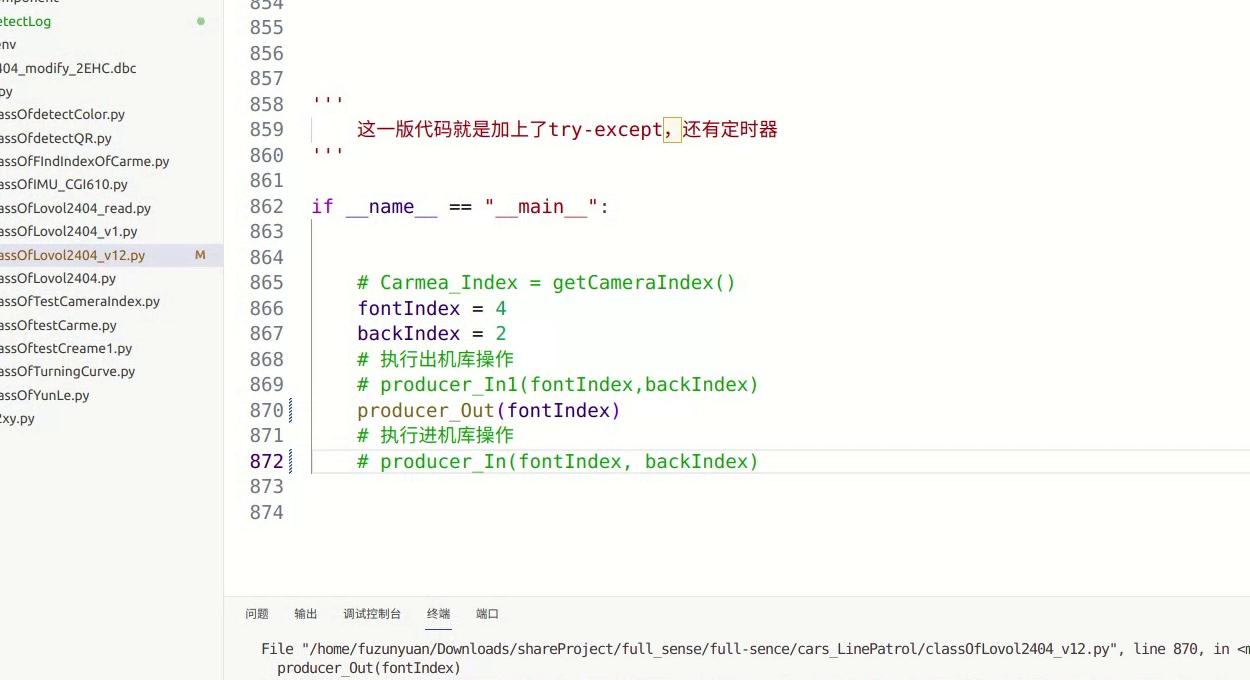 etectLog
env
404_modify_2EHC.dbc
py
assOfdetectColor.py
assOfdetectQR.py
assOfFIndIndexOfCarme.py
assOfIMU_CGI610.py
assOfLovol2404_read.py
assOfLovol2404_v1.py
assOfLovol2404_v12.py M
assOfLovol2404.py
assOfTestCameraIndex.py
assOftestCarme.py
assOftestCreame1.py
assOfTurningCurve.py
assOfYunLe.py
2xy.py
854
855
856
857
858 '''
859 这一版代码就是加上了try-except，还有定时器
860 '''
861
862 if __name__ == "__main__":
863
864
865 # Carmea_Index = getCameraIndex()
866 fontIndex = 4
867 backIndex = 2
868 # 执行出机库操作
869 # producer_In1(fontIndex,backIndex)
870 producer_Out(fontIndex)
871 # 执行进机库操作
872 # producer_In(fontIndex, backIndex)
873
874
问题 输出 调试控制台 终端 端口
File "/home/fuzunyuan/Downloads/shareProject/full_sense/full-sence/cars_LinePatrol/classOfLovol2404_v12.py", line 870, in <m
producer_Out(fontIndex)